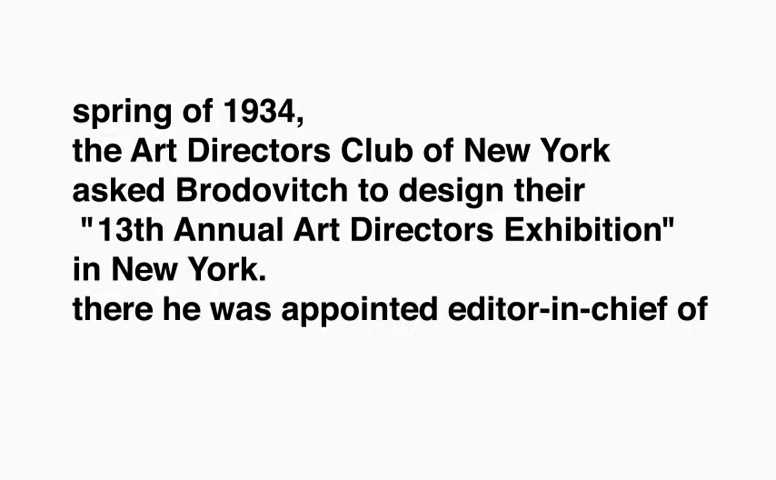 spring of 1934,
the Art Directors Club of New York
asked Brodovitch to design their
"13th Annual Art Directors Exhibition"
in New York.
there he was appointed editor-in-chief of